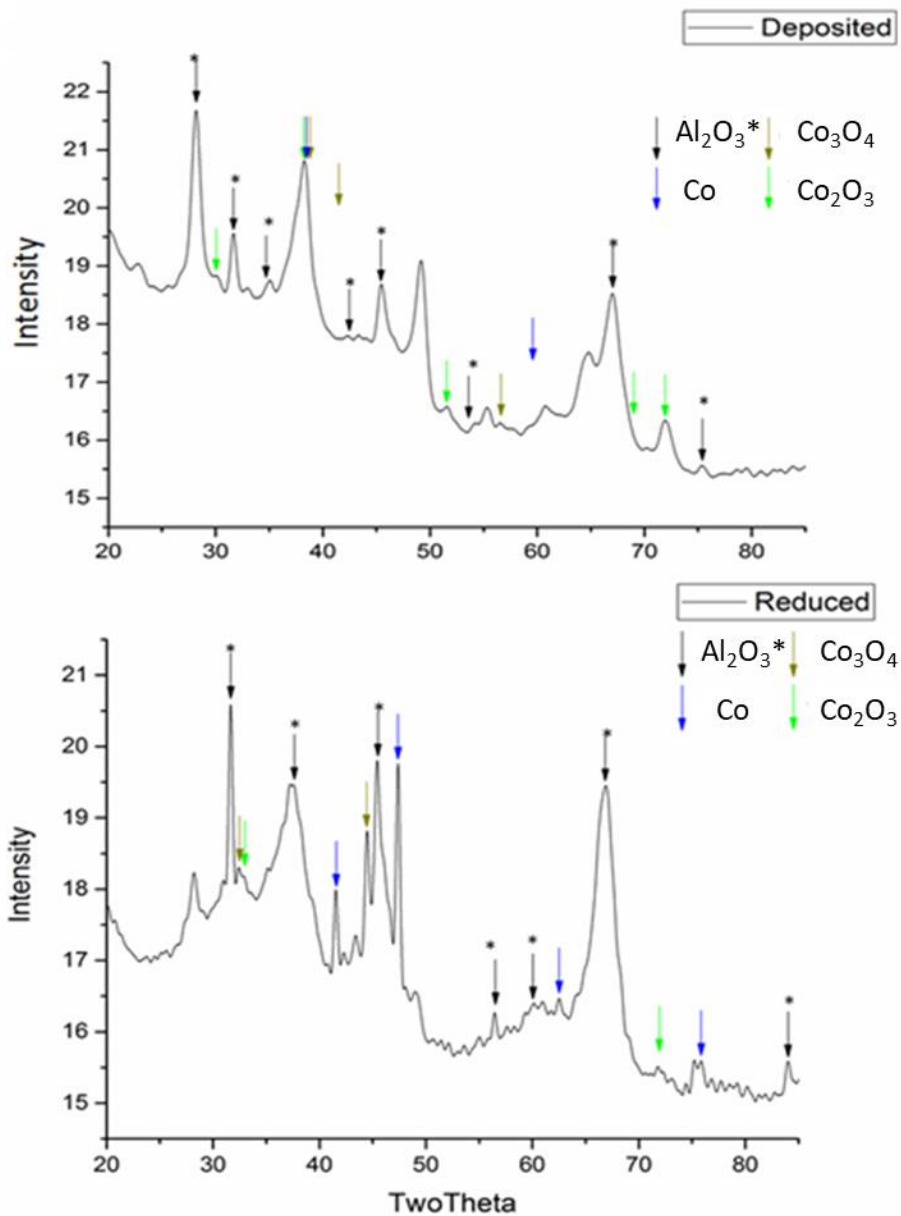 Deposited
*
22
Al₂O₃* Co₃O₄
21
Co Co₂O₃
20
*
*
*
*
19
*
18
*
17
*
16
15
Intensity
20 30 40 50 60 70 80
Reduced
Al₂O₃* Co₃O₄
Co Co₂O₃
*
21
*
*
*
20
19
18
17
*
*
16
*
15
Intensity
20 30 40 50 60 70 80
TwoTheta